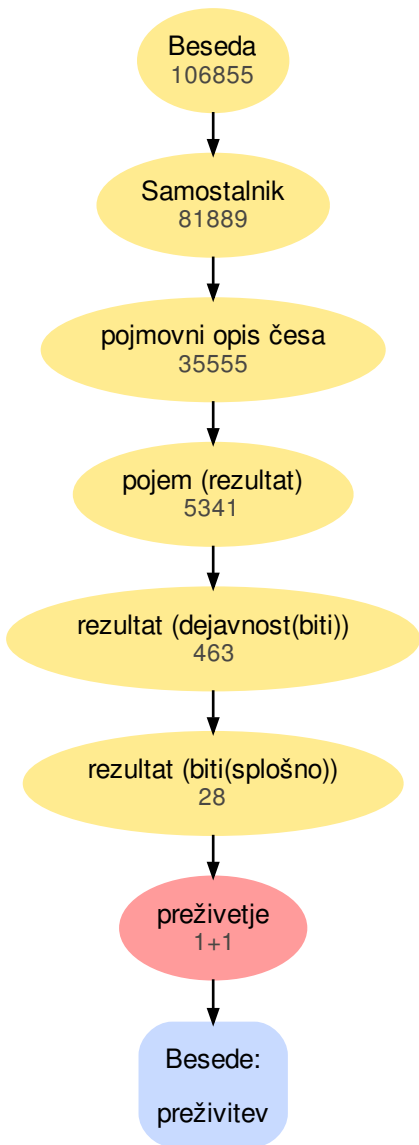 Beseda
106855
Samostalnik
81889
pojmovni opis česa
35555
pojem (rezultat)
5341
rezultat (dejavnost(biti))
463
rezultat (biti(splošno))
28
preživetje
1+1
Besede:
preživitev